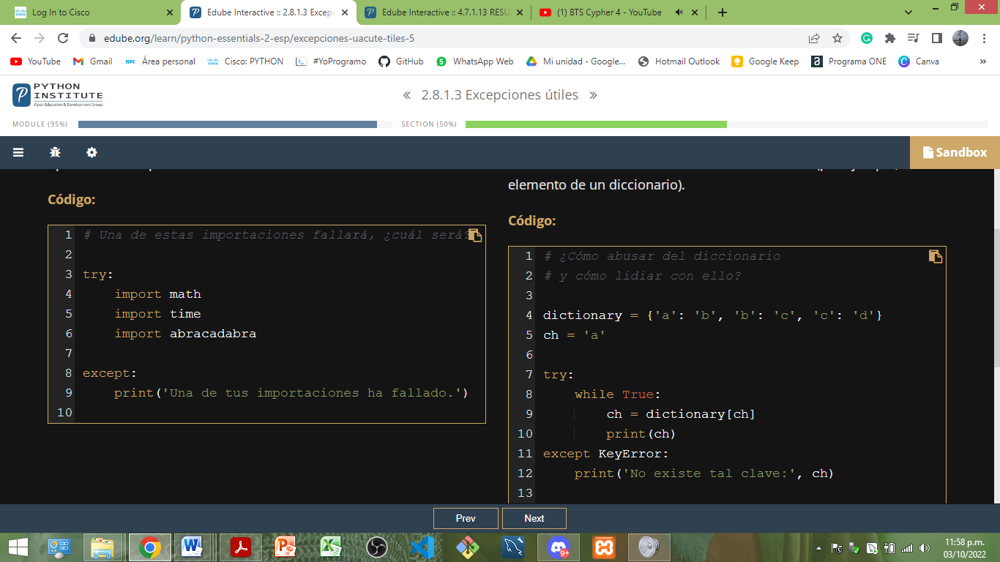 Log In to Cisco
Edube Interactive :: 2.8.1.3 Excepc
Edube Interactive :: 4.7.1.13 RESU
(1) BTS Cypher 4 - YouTube
edube.org/learn/python-essentials-2-esp/excepciones-uacute-tiles-5
YouTube
Gmail
ISPC Área personal
Cisco: PYTHON
#YoProgramo
GitHub
WhatsApp Web
Mi unidad - Google...
Hotmail Outlook
Google Keep
Programa ONE
Canva
»
PYTHON
INSTITUTE
Open Education & Development Group
« 2.8.1.3 Excepciones útiles »
MODULE (95%)
SECTION (50%)
Sandbox
Código:
1 # Una de estas importaciones fallará, ¿cuál será?
2
3 try:
4     import math
5     import time
6     import abracadabra
7
8 except:
9     print('Una de tus importaciones ha fallado.')
10
elemento de un diccionario).
Código:
1 # ¿Cómo abusar del diccionario
2 # y cómo lidiar con ello?
3
4 dictionary = {'a': 'b', 'b': 'c', 'c': 'd'}
5 ch = 'a'
6
7 try:
8     while True:
9         ch = dictionary[ch]
10         print(ch)
11 except KeyError:
12     print('No existe tal clave:', ch)
13
Prev
Next
9+
11:58 p.m.
03/10/2022